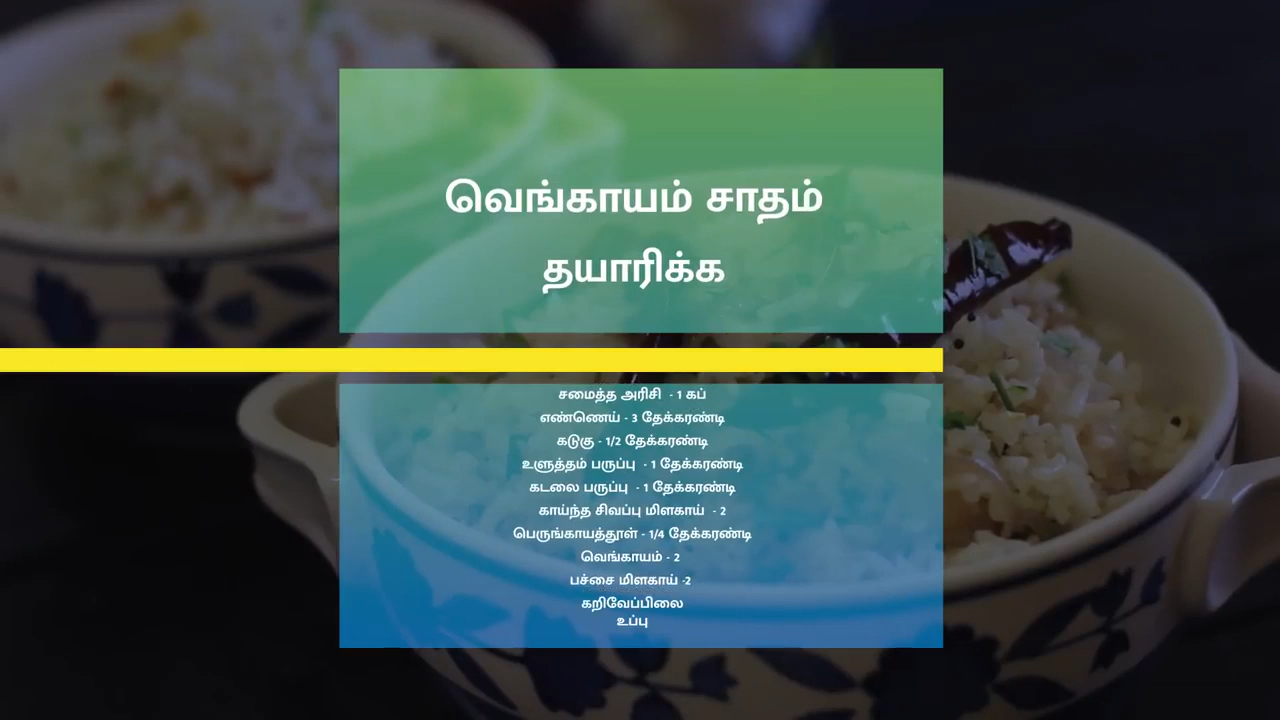 வெங்காயம் சாதம்
தயாரிக்க
சமைத்த அரிசி - 1 கப்
எண்ணெய் - 3 தேக்கரண்டி
கடுகு - 1/2 தேக்கரண்டி
உளுத்தம் பருப்பு - 1 தேக்கரண்டி
கடலை பருப்பு - 1 தேக்கரண்டி
காய்ந்த சிவப்பு மிளகாய் - 2
பெருங்காயத்தூள் - 1/4 தேக்கரண்டி
வெங்காயம் - 2
பச்சை மிளகாய் -2
கறிவேப்பிலை
உப்பு